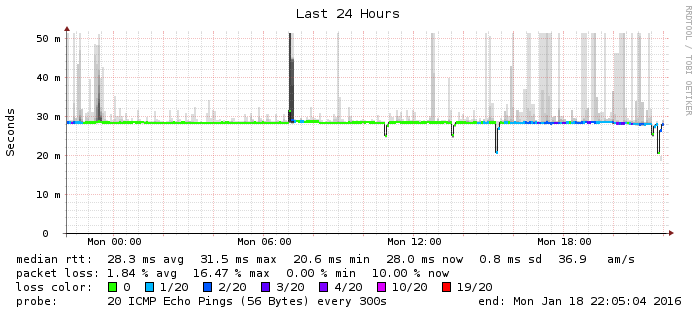 Last 24 Hours
RRDTOOL / TOBI OETIKER
Seconds
50 m
40 m
30 m
20 m
10 m
0
Mon 00:00 Mon 06:00 Mon 12:00 Mon 18:00
median rtt: 28.3 ms avg 31.5 ms max 20.6 ms min 28.0 ms now 0.8 ms sd 36.9 am/s
packet loss: 1.84 % avg 16.47 % max 0.00 % min 10.00 % now
loss color: 0 1/20 2/20 3/20 4/20 10/20 19/20
probe: 20 ICMP Echo Pings (56 Bytes) every 300s end: Mon Jan 18 22:05:04 2016